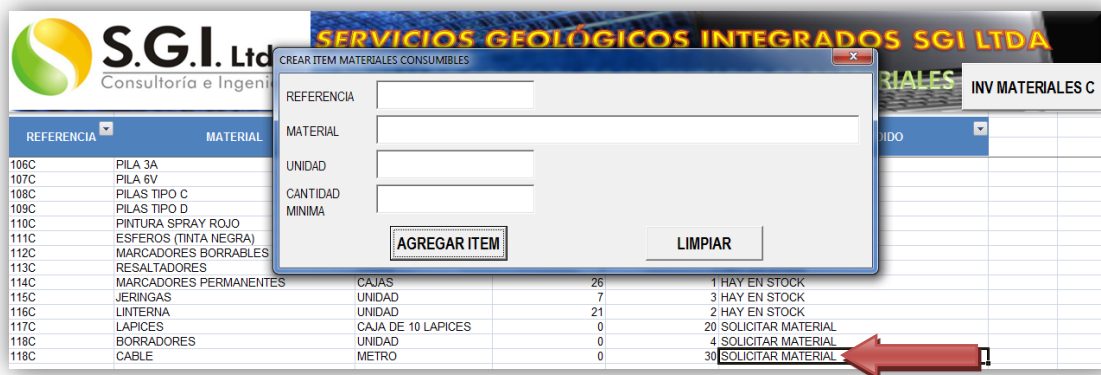 S.G.I. Ltd
Consultoría e Ingeni
SERVICIOS GEOLÓGICOS INTEGRADOS SGI LTDA
RIALES
INV MATERIALES C
CREAR ITEM MATERIALES CONSUMIBLES
REFERENCIA
MATERIAL
UNIDAD
CANTIDAD
MINIMA
AGREGAR ITEM LIMPIAR
REFERENCIA MATERIAL DIDO
106C PILA 3A
107C PILA 6V
108C PILAS TIPO C
109C PILAS TIPO D
110C PINTURA SPRAY ROJO
111C ESFEROS (TINTA NEGRA)
112C MARCADORES BORRABLES
113C RESALTADORES
114C MARCADORES PERMANENTES CAJAS 26 1 HAY EN STOCK
115C JERINGAS UNIDAD 7 3 HAY EN STOCK
116C LINTERNA UNIDAD 21 2 HAY EN STOCK
117C LAPICES CAJA DE 10 LAPICES 0 20 SOLICITAR MATERIAL
118C BORRADORES UNIDAD 0 4 SOLICITAR MATERIAL
118C CABLE METRO 0 30 SOLICITAR MATERIAL